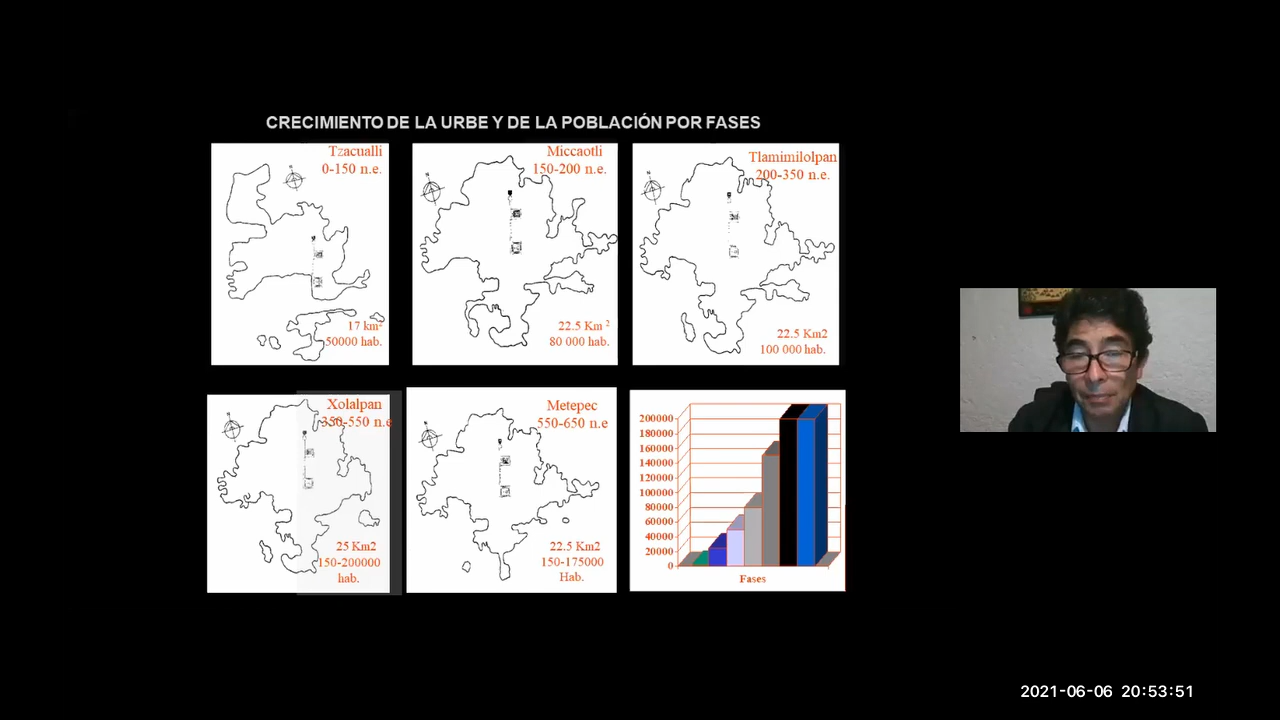 CRECIMIENTO DE LA URBE Y DE LA POBLACIÓN POR FASES
Tzacualli
0-150 n.e.
N
17 km²
50000 hab.
Miccaotli
150-200 n.e.
N
22.5 Km ²
80 000 hab.
Tlamimilolpan
200-350 n.e.
N
22.5 Km2
100 000 hab.
Xolalpan
350-550 n.e
N
25 Km2
150-200000
hab.
Metepec
550-650 n.e
N
22.5 Km2
150-175000
Hab.
200000
180000
160000
140000
120000
100000
80000
60000
40000
20000
0
Fases
2021-06-06 20:53:51